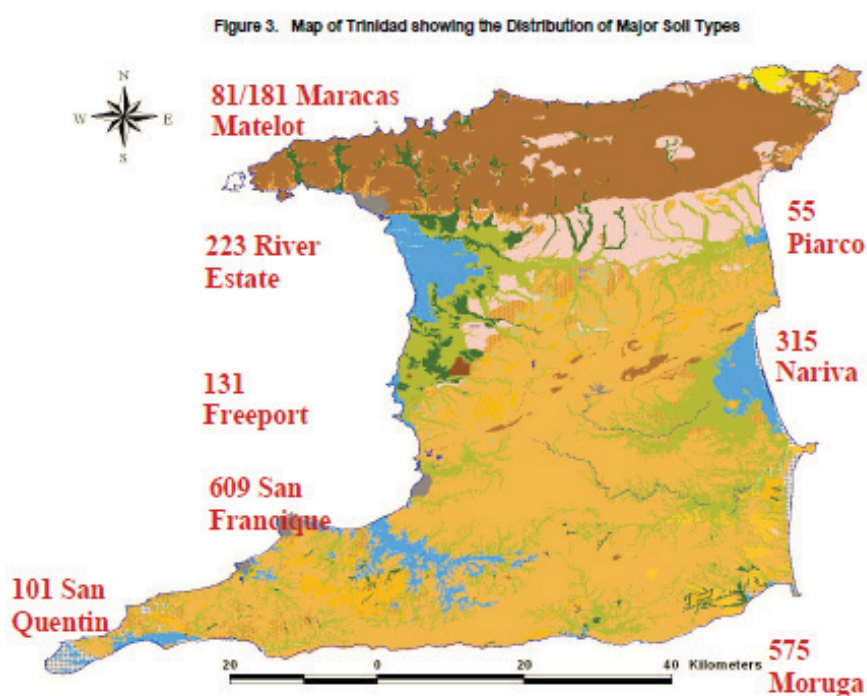 Figure 3. Map of Trinidad showing the Distribution of Major Soil Types
N
W E
S
81/181 Maracas
Matelot
55
Piarco
223 River
Estate
315
Nariva
131
Freeport
609 San
Francique
101 San
Quentin
575
Moruga
20 0 20 40 Kilometers